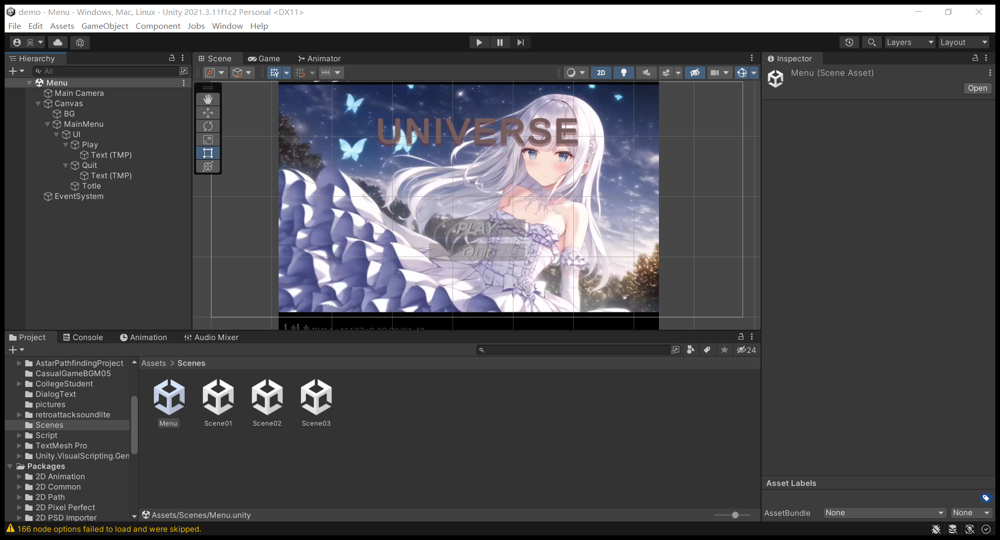 demo - Menu - Windows, Mac, Linux - Unity 2021.3.11f1c2 Personal <DX11>
File Edit Assets GameObject Component Jobs Window Help
吴 Layers Layout
Hierarchy
All
Menu
Main Camera
Canvas
BG
MainMenu
UI
Play
Text (TMP)
Quit
Text (TMP)
Totle
EventSystem
Scene Game Animator
2D
UNIVERSE
PLAY
Quit
Inspector
Menu (Scene Asset)
Open
Project Console Animation Audio Mixer
24
AstarPathfindingProject
CasualGameBGM05
CollegeStudent
DialogText
pictures
retroattacksoundlite
Scenes
Script
TextMesh Pro
Unity.VisualScripting.Gen
Packages
2D Animation
2D Common
2D Path
2D Pixel Perfect
2D PSD Importer
Assets > Scenes
Menu Scene01 Scene02 Scene03
Assets/Scenes/Menu.unity
Asset Labels
AssetBundle None None
166 node options failed to load and were skipped.